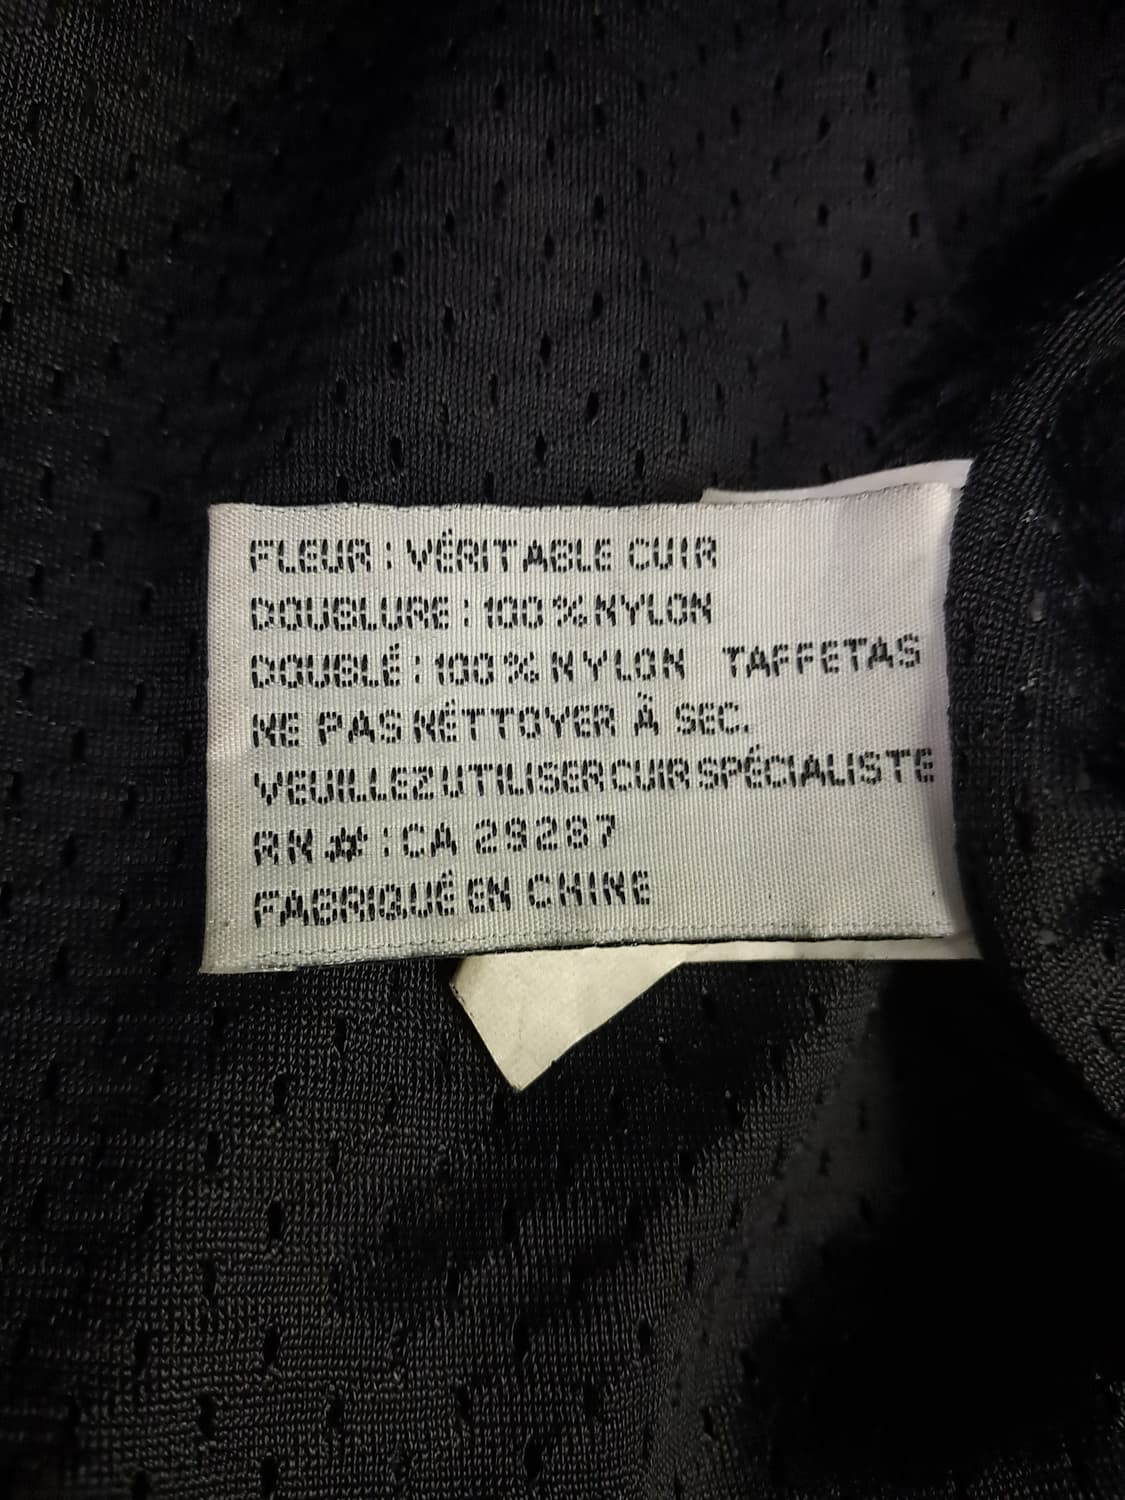 FLEUR : VÉRITABLE CUIR
DOUBLURE : 100 % NYLON
DOUBLÉ : 100 % NYLON TAFFETAS
NE PAS NÉTTOYER À SEC.
VEUILLEZ UTILISER CUIR SPÉCIALISTE
RN # : CA 29287
FABRIQUÉ EN CHINE